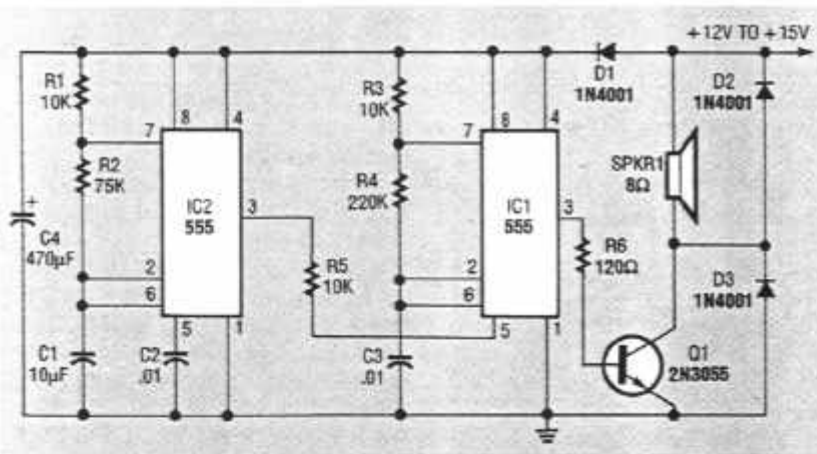 +12V TO +15V
R1
10K
R3
10K
D1
1N4001
D2
1N4001
8
4
8
4
7
7
R2
75K
R4
220K
SPKR1
8Ω
IC2
555
3
IC1
555
3
+
C4
470µF
R5
10K
R6
120Ω
2
6
2
6
D3
1N4001
5
1
5
1
C1
10µF
C2
.01
C3
.01
Q1
2N3055